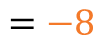 = −8